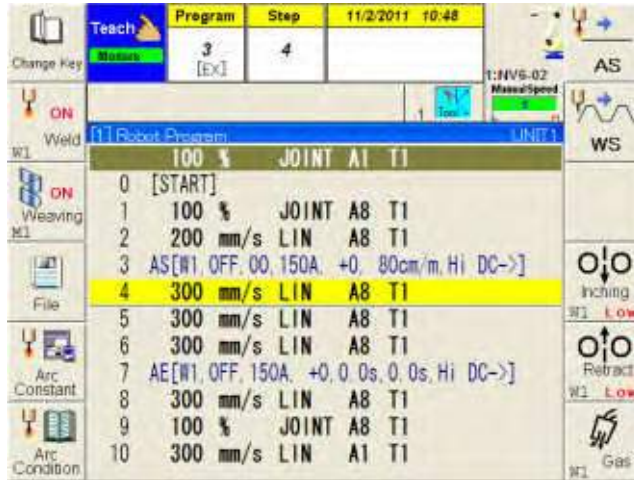 Change Key
Teach
Program
Step
11/2/2011 10:48
3
[EX]
4
1:NV6-02
Manual Speed
AS
ON
Weld
W1
1
[1] Robot Program
UNIT1
WS
100 % JOINT A1 T1
0 [START]
1 100 % JOINT A8 T1
2 200 mm/s LIN A8 T1
3 AS[W1, OFF, 00, 150A, +0, 80cm/m, Hi DC->]
4 300 mm/s LIN A8 T1
5 300 mm/s LIN A8 T1
6 300 mm/s LIN A8 T1
7 AE[W1, OFF, 150A, +0, 0.0s, 0.0s, Hi DC->]
8 300 mm/s LIN A8 T1
9 100 % JOINT A8 T1
10 300 mm/s LIN A1 T1
ON
Weaving
W1
File
Arc
Constant
Arc
Condition
Inching
W1 Low
Retract
W1 Low
Gas
W1